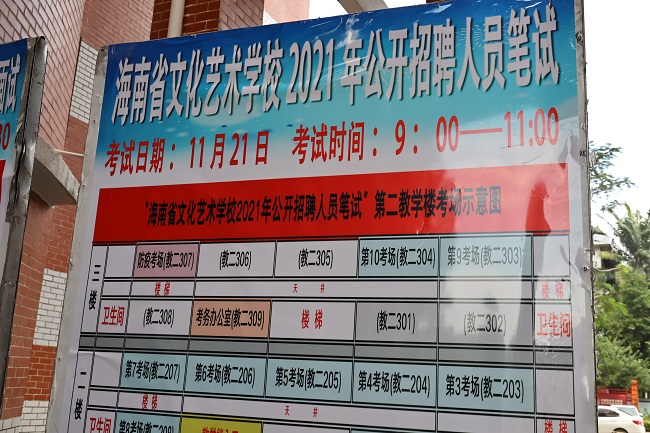 海南省文化艺术学校 2021 年公开招聘人员笔试
考试日期：11月21日 考试时间：9：00——11:00
"海南省文化艺术学校2021年公开招聘人员笔试" 第二教学楼考场示意图
三楼 防疫考场(教二307) (教二306) (教二305) 第10考场(教二304) 第9考场(教二303)
楼梯 天井 楼梯
卫生间 (教二308) 考务办公室(教二309) 楼梯 (教二301) (教二302) 卫生间
二楼 第7考场(教二207) 第6考场(教二206) 第5考场(教二205) 第4考场(教二204) 第3考场(教二203)
楼梯 天井 楼梯
卫生间 第8考场(教二208)